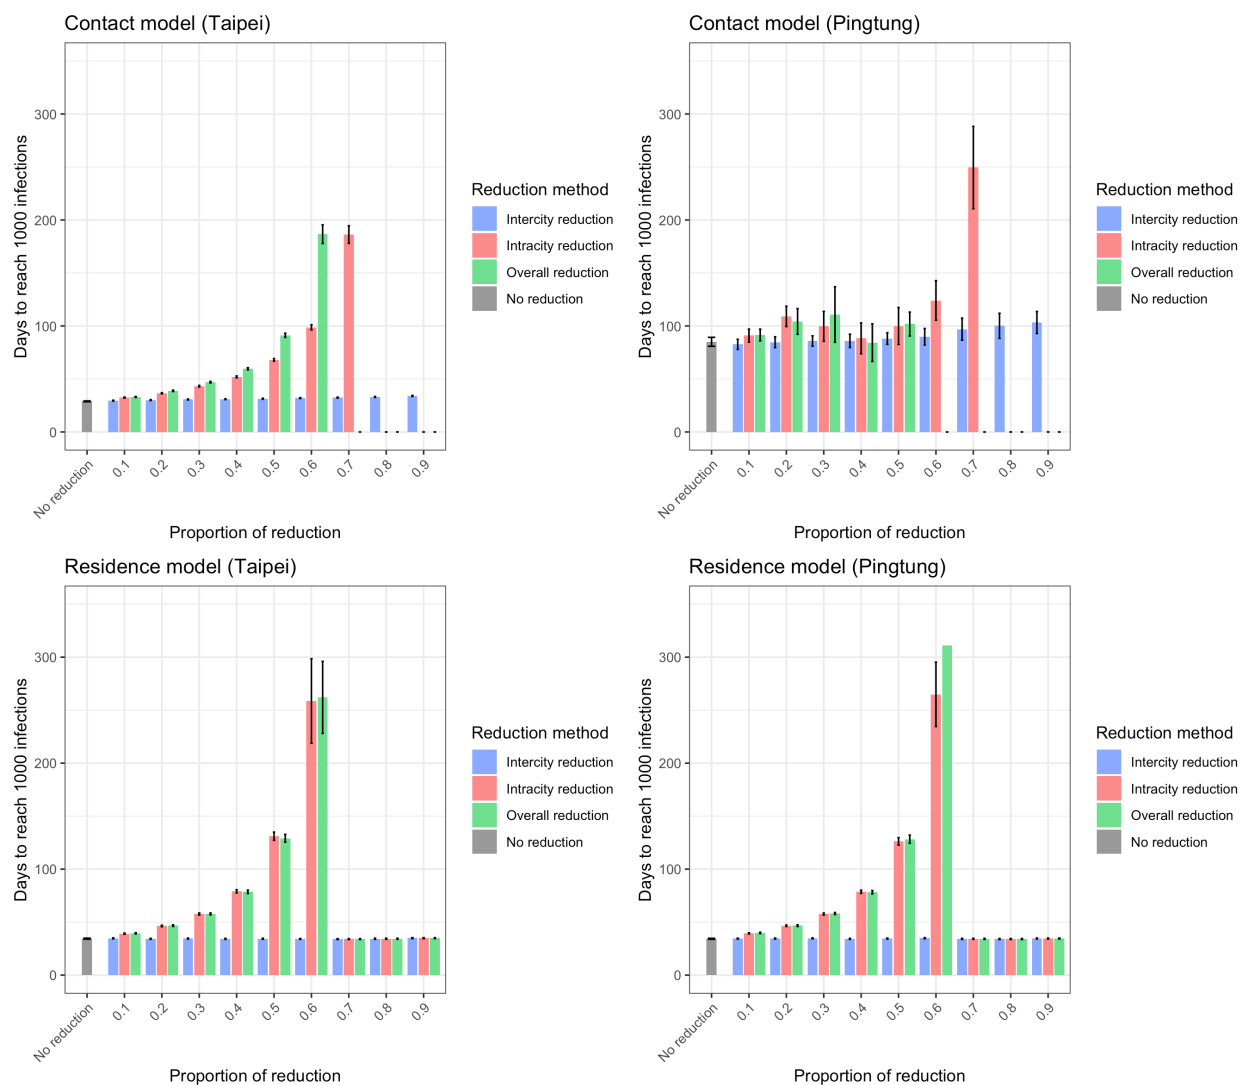 Contact model (Taipei)
Days to reach 1000 infections
300
200
100
0
No reduction
0.1
0.2
0.3
0.4
0.5
0.6
0.7
0.8
0.9
Proportion of reduction
Reduction method
Intercity reduction
Intracity reduction
Overall reduction
No reduction
Contact model (Pingtung)
Days to reach 1000 infections
300
200
100
0
No reduction
0.1
0.2
0.3
0.4
0.5
0.6
0.7
0.8
0.9
Proportion of reduction
Reduction method
Intercity reduction
Intracity reduction
Overall reduction
No reduction
Residence model (Taipei)
Days to reach 1000 infections
300
200
100
0
No reduction
0.1
0.2
0.3
0.4
0.5
0.6
0.7
0.8
0.9
Proportion of reduction
Reduction method
Intercity reduction
Intracity reduction
Overall reduction
No reduction
Residence model (Pingtung)
Days to reach 1000 infections
300
200
100
0
No reduction
0.1
0.2
0.3
0.4
0.5
0.6
0.7
0.8
0.9
Proportion of reduction
Reduction method
Intercity reduction
Intracity reduction
Overall reduction
No reduction